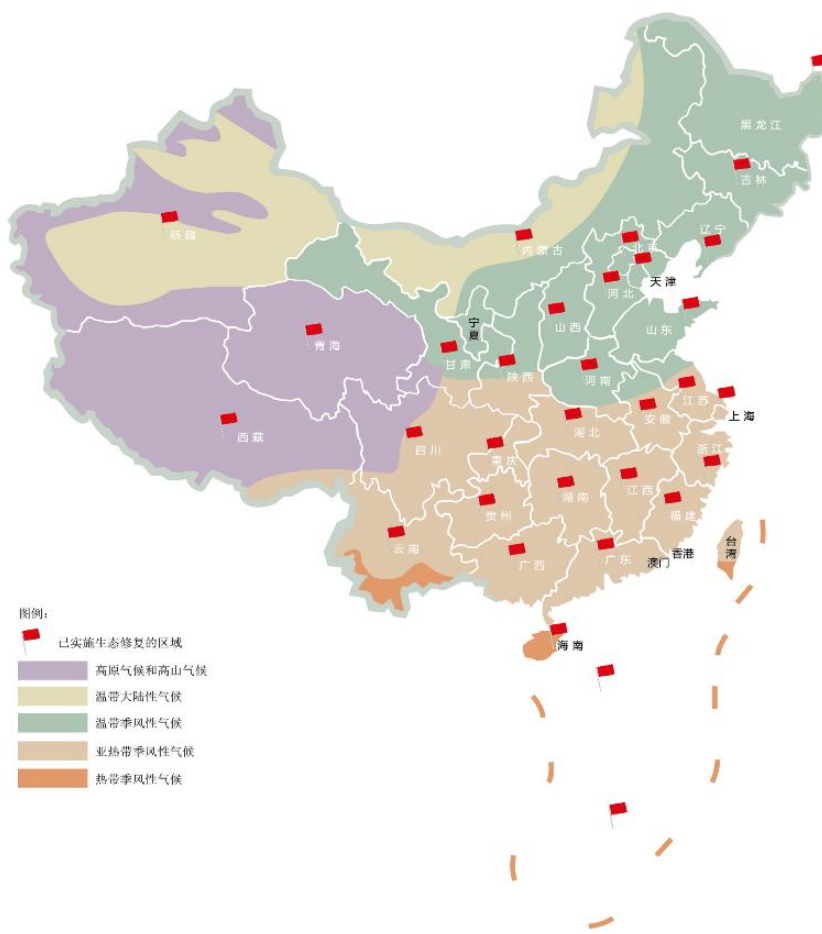 黑龙江
吉林
辽宁
新疆
内蒙古
北京
天津
河北
宁夏
山西
山东
青海
甘肃
陕西
河南
江苏
西藏
安徽
上海
四川
湖北
重庆
浙江
湖南
江西
贵州
福建
云南
广西
广东
香港
澳门
台湾
海南
图例:
已实施生态修复的区域
高原气候和高山气候
温带大陆性气候
温带季风性气候
亚热带季风性气候
热带季风性气候